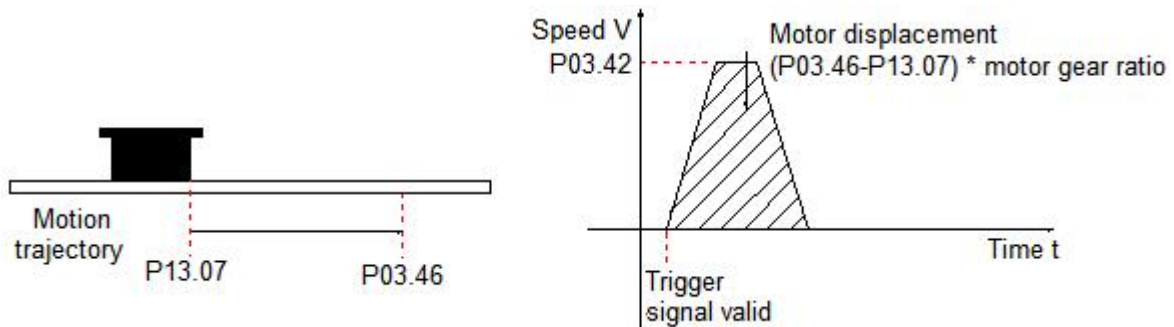 Motion
trajectory
P13.07
P03.46
Speed V
P03.42
Motor displacement
(P03.46-P13.07) * motor gear ratio
Time t
Trigger
signal valid